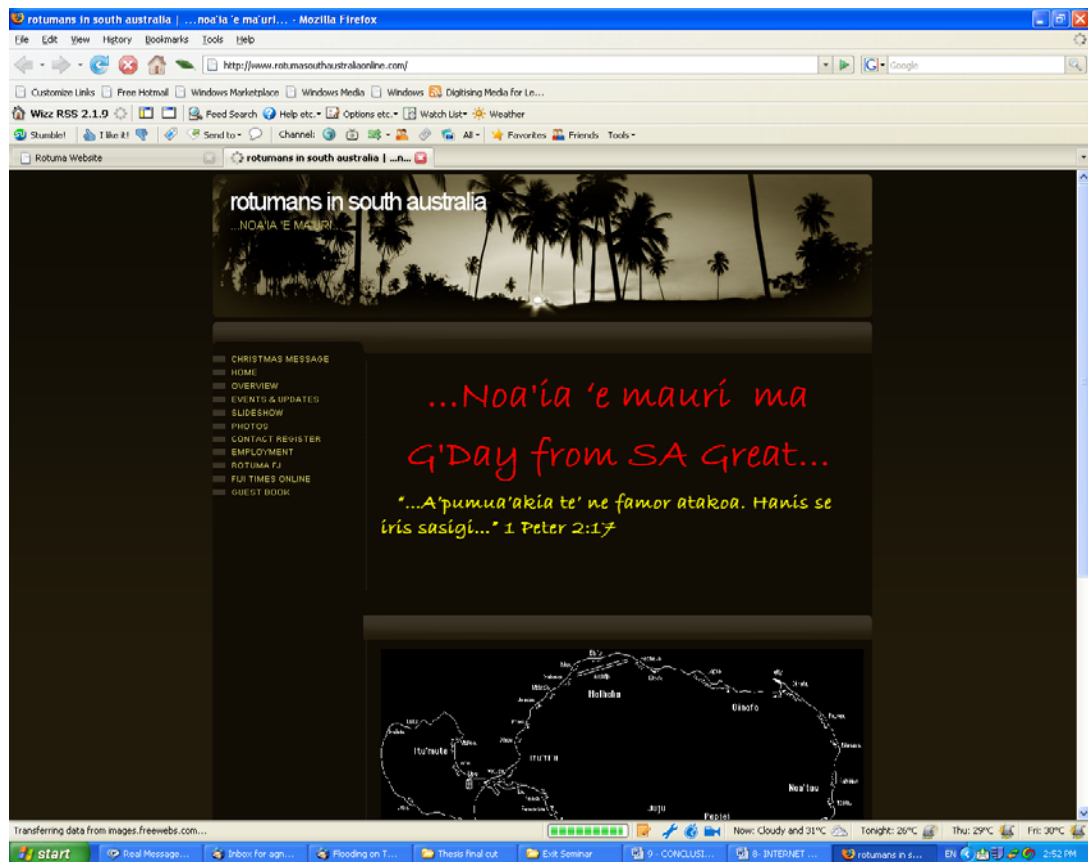 rotumans in south australia | ...noa'ia 'e ma'uri... - Mozilla Firefox
File Edit View History Bookmarks Tools Help
http://www.rotumasouthaustraliaonline.com/
Google
Customize Links Free Hotmail Windows Marketplace Windows Media Windows Digitising Media for Le...
Wizz RSS 2.1.9 Feed Search Help etc. Options etc. Watch List Weather
Stumble! I like it! Send to Channel: All Favorites Friends Tools
Rotuma Website rotumans in south australia | ...n...
rotumans in south australia
...NOA'IA 'E MA'URI...
CHRISTMAS MESSAGE
HOME
OVERVIEW
EVENTS & UPDATES
SLIDESHOW
PHOTOS
CONTACT REGISTER
EMPLOYMENT
ROTUMA FJ
FIJI TIMES ONLINE
GUEST BOOK
...Noa'ia 'e mauri ma
G'Day from SA Great...
"...A'pumua'akia te' ne famor atakoa. Hanis se
iris sasigi..." 1 Peter 2:17
Malhaha
Oinafa
Itu'muta
ITU'TI'U
Noa'tau
Juju
Pepjei
Transferring data from images.freewebs.com...
Now: Cloudy and 31°C Tonight: 26°C Thu: 29°C Fri: 30°C
start Real Message... Inbox for agn... Flooding on T... Thesis final cut Exit Seminar 9 - CONCLUSI... 8- INTERNET ... rotumans in s... EN 2:52 PM